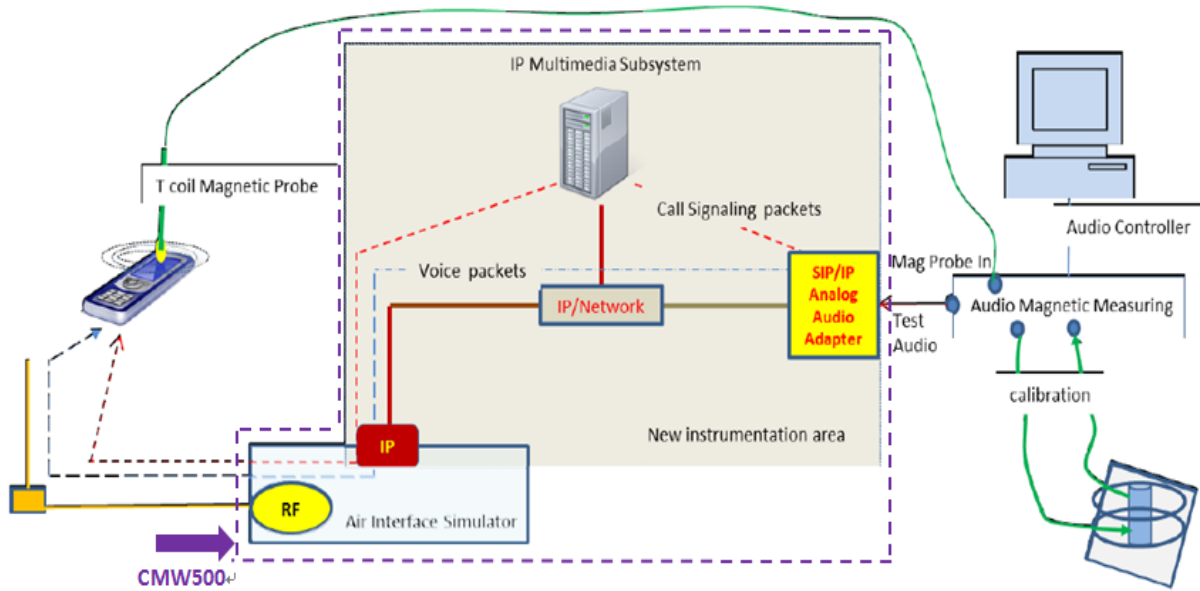 IP Multimedia Subsystem
T coil Magnetic Probe
Call Signaling packets
Audio Controller
Voice packets
SIP/IP
Analog
Audio
Adapter
Mag Probe In
IP/Network
Audio Magnetic Measuring
Test
Audio
calibration
New instrumentation area
IP
RF
Air Interface Simulator
CMW500